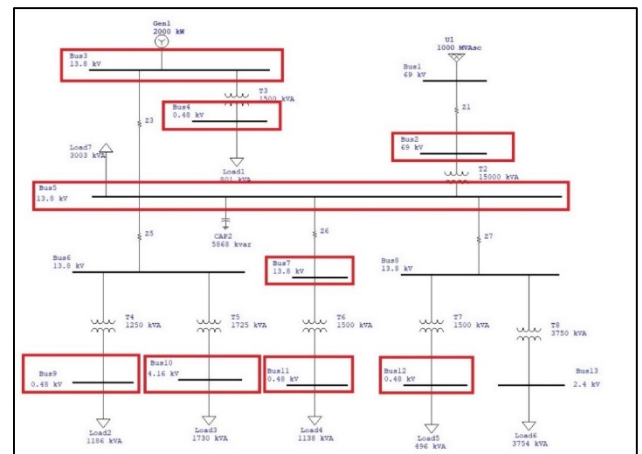 Gen1
2000 kW
Bus3
13.8 kV
T3
1500 kVA
Bus4
0.48 kV
Load1
801 kVA
Z3
Load7
3003 kVA
U1
1000 MVAsc
Bus1
69 kV
Z1
Bus2
69 kV
T2
15000 kVA
Bus5
13.8 kV
CAP2
5868 kvar
Z5
Z6
Z7
Bus6
13.8 kV
Bus7
13.8 kV
Bus8
13.8 kV
T4
1250 kVA
T5
1725 kVA
T6
1500 kVA
T7
1500 kVA
T8
3750 kVA
Bus9
0.48 kV
Bus10
4.16 kV
Bus11
0.48 kV
Bus12
0.48 kV
Bus13
2.4 kV
Load2
1186 kVA
Load3
1730 kVA
Load4
1138 kVA
Load5
496 kVA
Load6
3754 kVA